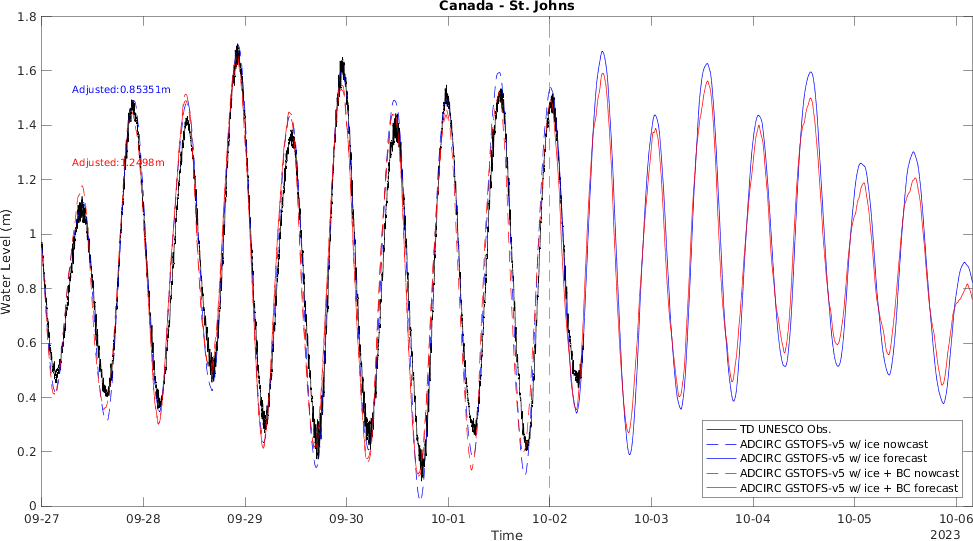 Canada - St. Johns
1.8
1.6
1.4
1.2
1
0.8
0.6
0.4
0.2
0
Water Level (m)
Adjusted:0.85351m
Adjusted:1.2498m
TD UNESCO Obs.
ADCIRC GSTOFS-v5 w/ ice nowcast
ADCIRC GSTOFS-v5 w/ ice forecast
ADCIRC GSTOFS-v5 w/ ice + BC nowcast
ADCIRC GSTOFS-v5 w/ ice + BC forecast
09-27 09-28 09-29 09-30 10-01 10-02 10-03 10-04 10-05 10-06
Time
2023